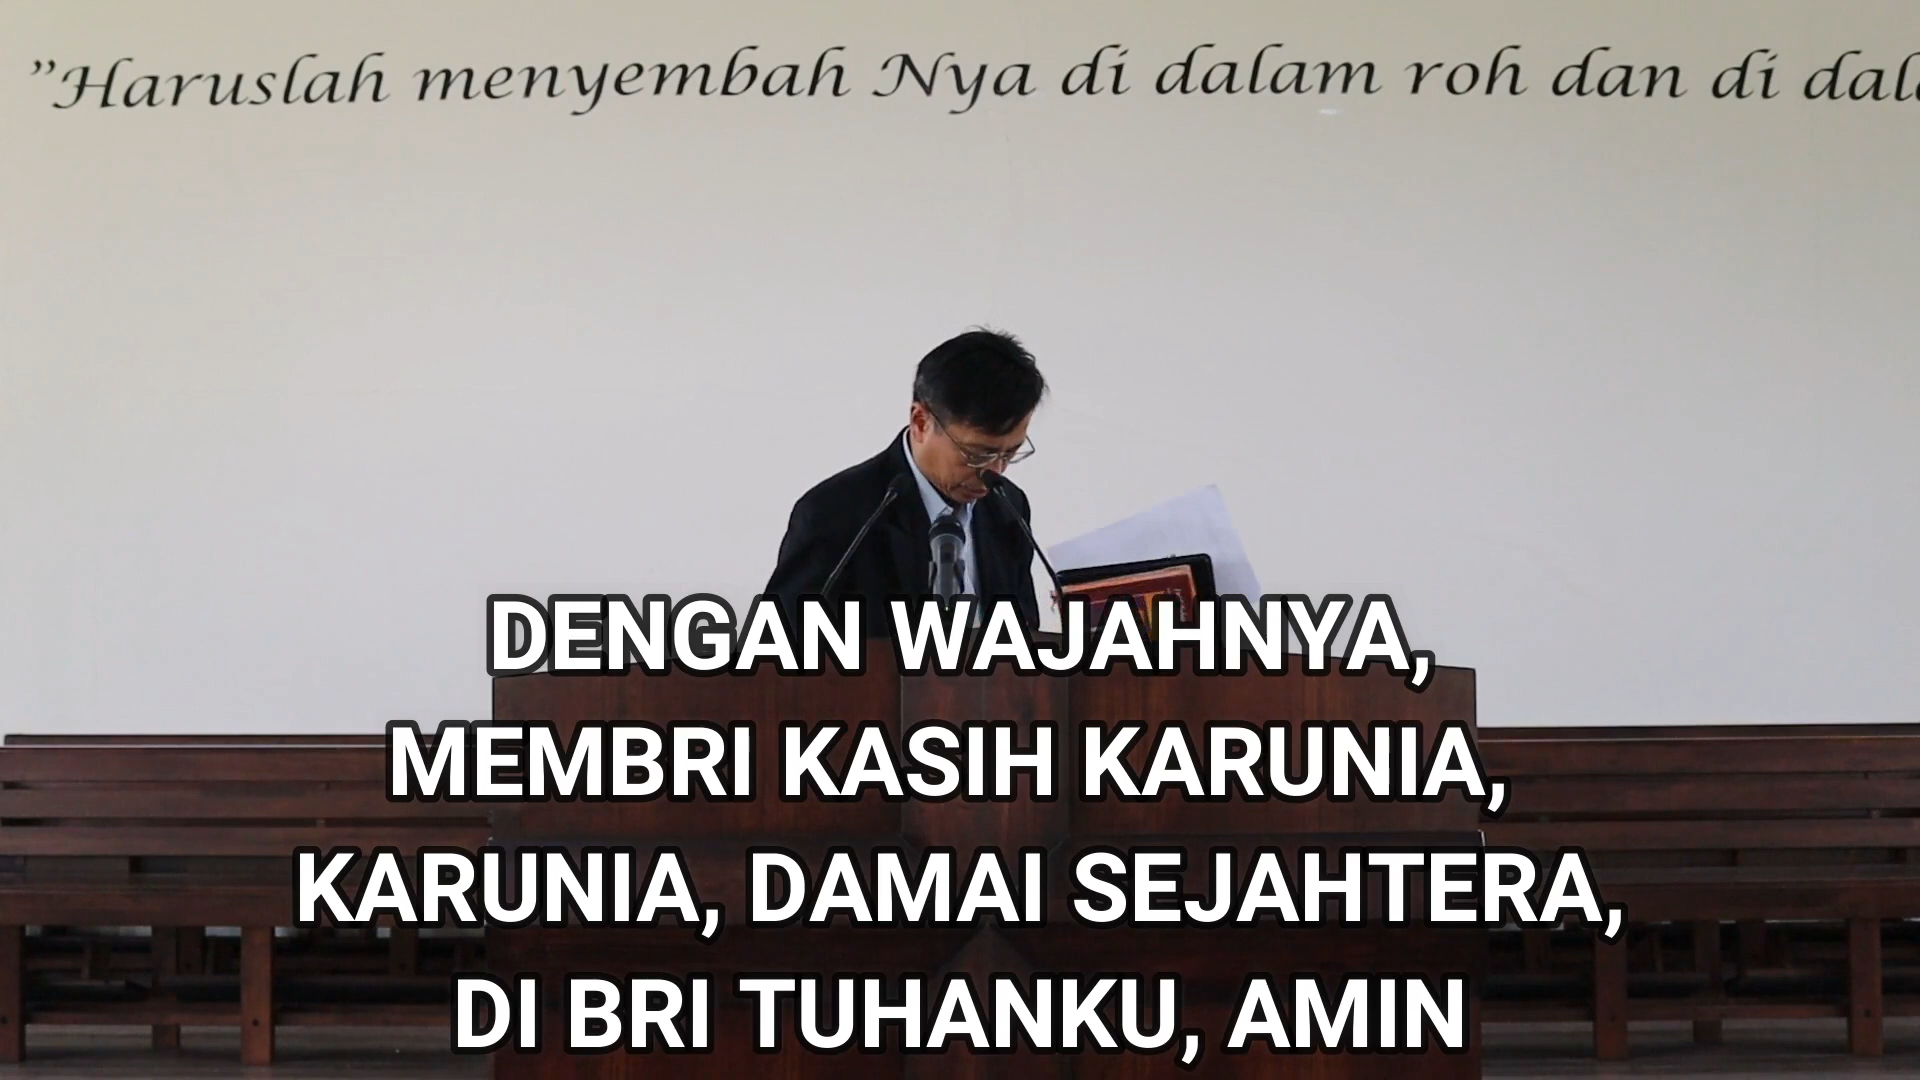 "Haruslah menyembah Nya di dalam roh dan di
DENGAN WAJAHNYA,
MEMBRI KASIH KARUNIA,
KARUNIA, DAMAI SEJAHTERA,
DI BRI TUHANKU, AMIN